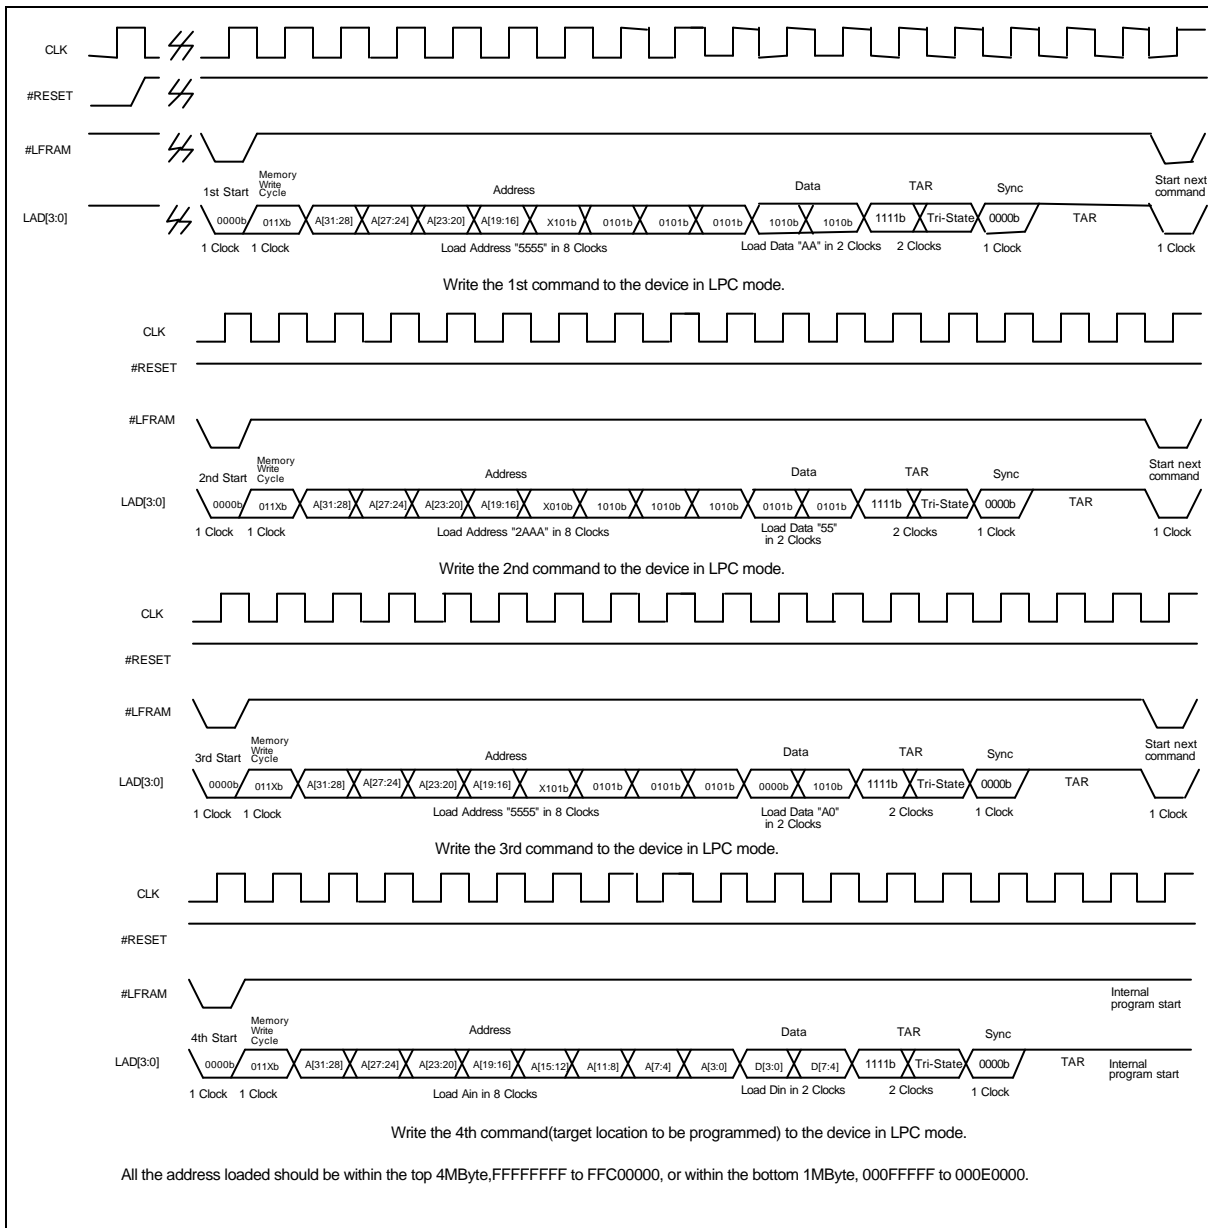 CLK
#RESET
#LFRAM
1st Start
Memory
Write
Cycle
Address
Data
TAR
Sync
Start next
command
LAD[3:0]
0000b
011Xb
A[31:28]
A[27:24]
A[23:20]
A[19:16]
X101b
0101b
0101b
0101b
1010b
1010b
1111b
Tri-State
0000b
TAR
1 Clock
1 Clock
Load Address "5555" in 8 Clocks
Load Data "AA" in 2 Clocks
2 Clocks
1 Clock
1 Clock
Write the 1st command to the device in LPC mode.
CLK
#RESET
#LFRAM
2nd Start
Memory
Write
Cycle
Address
Data
TAR
Sync
Start next
command
LAD[3:0]
0000b
011Xb
A[31:28]
A[27:24]
A[23:20]
A[19:16]
X010b
1010b
1010b
1010b
0101b
0101b
1111b
Tri-State
0000b
TAR
1 Clock
1 Clock
Load Address "2AAA" in 8 Clocks
Load Data "55"
in 2 Clocks
2 Clocks
1 Clock
1 Clock
Write the 2nd command to the device in LPC mode.
CLK
#RESET
#LFRAM
3rd Start
Memory
Write
Cycle
Address
Data
TAR
Sync
Start next
command
LAD[3:0]
0000b
011Xb
A[31:28]
A[27:24]
A[23:20]
A[19:16]
X101b
0101b
0101b
0101b
0000b
1010b
1111b
Tri-State
0000b
TAR
1 Clock
1 Clock
Load Address "5555" in 8 Clocks
Load Data "A0"
in 2 Clocks
2 Clocks
1 Clock
1 Clock
Write the 3rd command to the device in LPC mode.
CLK
#RESET
#LFRAM
Internal
program start
4th Start
Memory
Write
Cycle
Address
Data
TAR
Sync
LAD[3:0]
0000b
011Xb
A[31:28]
A[27:24]
A[23:20]
A[19:16]
A[15:12]
A[11:8]
A[7:4]
A[3:0]
D[3:0]
D[7:4]
1111b
Tri-State
0000b
TAR
Internal
program start
1 Clock
1 Clock
Load Ain in 8 Clocks
Load Din in 2 Clocks
2 Clocks
1 Clock
Write the 4th command(target location to be programmed) to the device in LPC mode.
All the address loaded should be within the top 4MByte,FFFFFFFF to FFC00000, or within the bottom 1MByte, 000FFFFF to 000E0000.